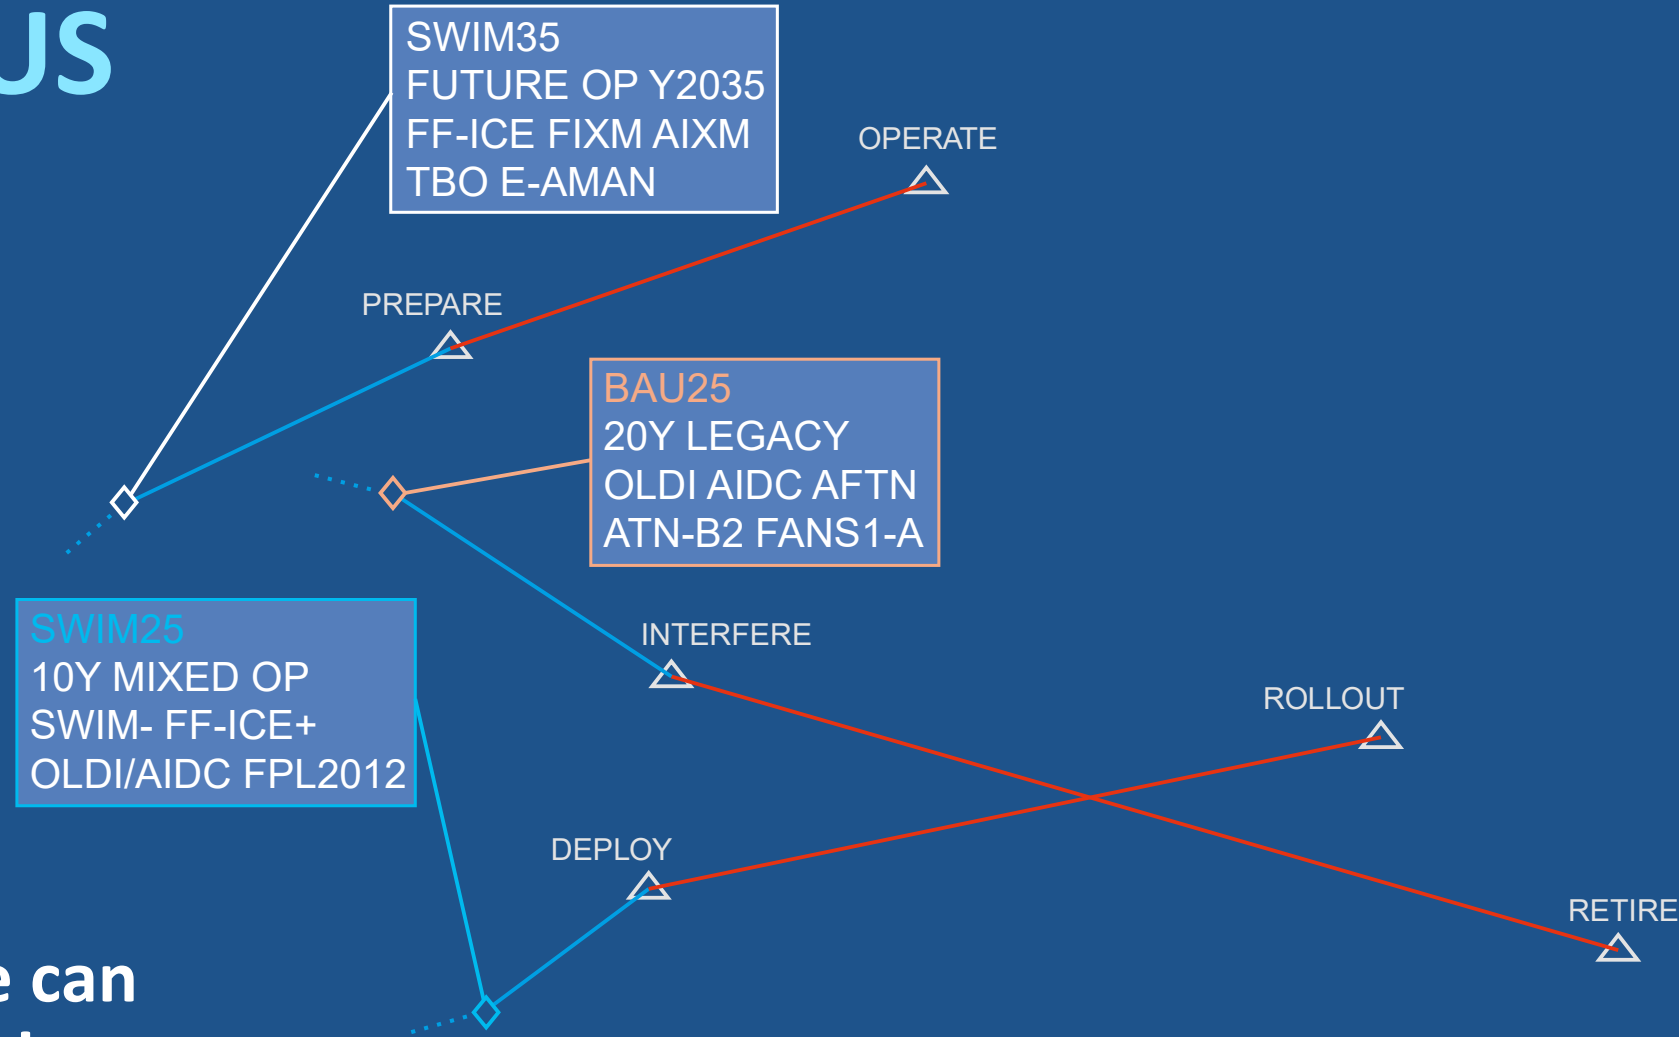 US
SWIM35
FUTURE OP Y2035
FF-ICE FIXM AIXM
TBO E-AMAN
OPERATE
PREPARE
BAU25
20Y LEGACY
OLDI AIDC AFTN
ATN-B2 FANS1-A
SWIM25
10Y MIXED OP
SWIM- FF-ICE+
OLDI/AIDC FPL2012
INTERFERE
ROLLOUT
DEPLOY
RETIRE
e can